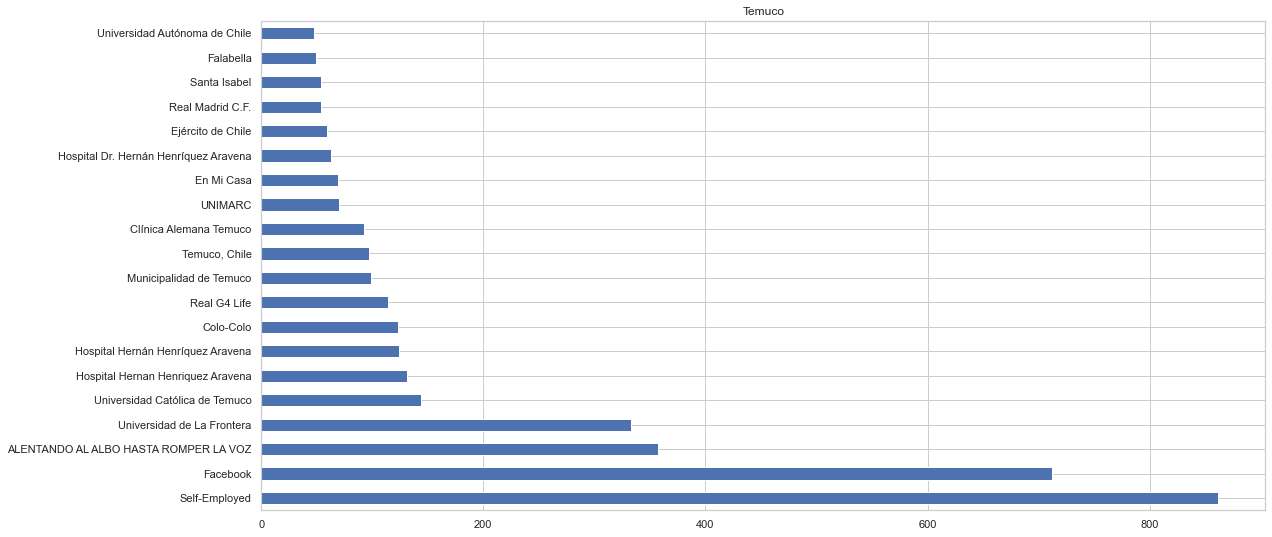 Temuco
Universidad Autónoma de Chile
Falabella
Santa Isabel
Real Madrid C.F.
Ejército de Chile
Hospital Dr. Hernán Henríquez Aravena
En Mi Casa
UNIMARC
Clínica Alemana Temuco
Temuco, Chile
Municipalidad de Temuco
Real G4 Life
Colo-Colo
Hospital Hernán Henríquez Aravena
Hospital Hernan Henriquez Aravena
Universidad Católica de Temuco
Universidad de La Frontera
ALENTANDO AL ALBO HASTA ROMPER LA VOZ
Facebook
Self-Employed
0 200 400 600 800